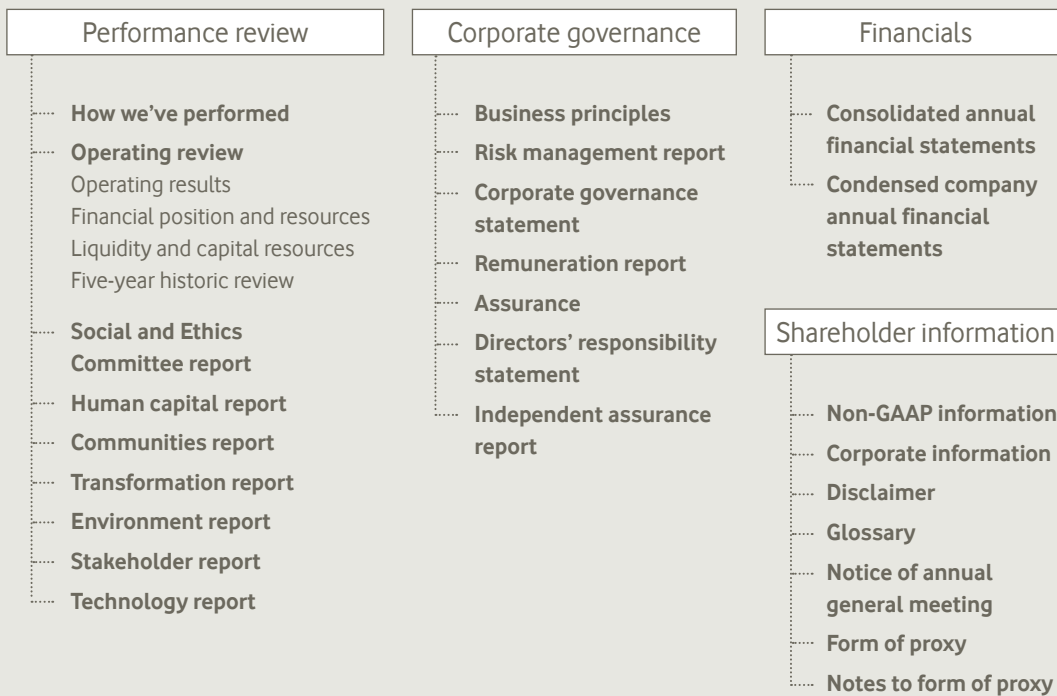 Performance review
How we’ve performed
Operating review
Operating results
Financial position and resources
Liquidity and capital resources
Five-year historic review
Social and Ethics
Committee report
Human capital report
Communities report
Transformation report
Environment report
Stakeholder report
Technology report
Corporate governance
Business principles
Risk management report
Corporate governance
statement
Remuneration report
Assurance
Directors’ responsibility
statement
Independent assurance
report
Financials
Consolidated annual
financial statements
Condensed company
annual financial
statements
Shareholder information
Non-GAAP information
Corporate information
Disclaimer
Glossary
Notice of annual
general meeting
Form of proxy
Notes to form of proxy